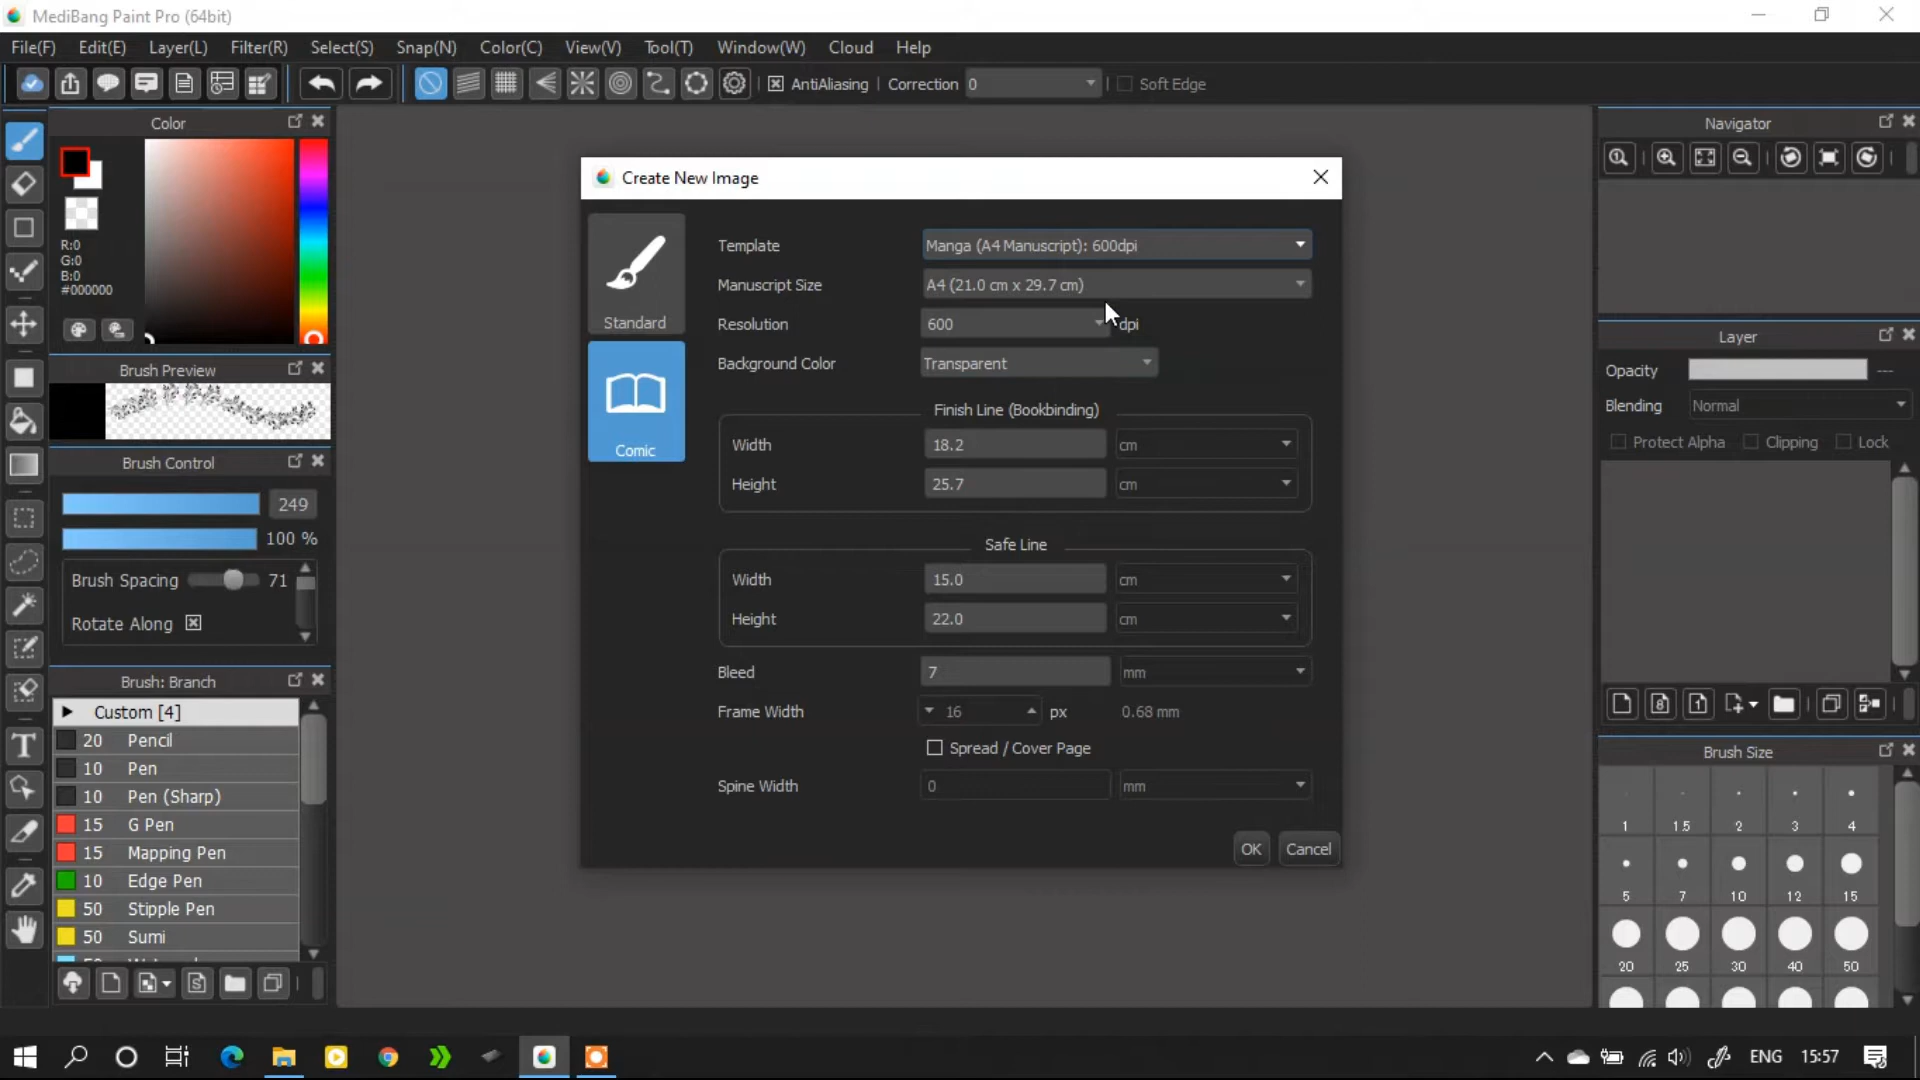 MediBang Paint Pro (64bit)
File(F) Edit(E) Layer(L) Filter(R) Select(S) Snap(N) Color(C) View(V) Tool(T) Window(W) Cloud Help
AntiAliasing Correction 0 Soft Edge
Color
R:0
G:0
B:0
#000000
Brush Preview
Brush Control
249
100 %
Brush Spacing 71
Rotate Along
Brush: Branch
Custom [4]
20 Pencil
10 Pen
10 Pen (Sharp)
15 G Pen
15 Mapping Pen
10 Edge Pen
50 Stipple Pen
50 Sumi
Create New Image
Standard
Comic
Template Manga (A4 Manuscript): 600dpi
Manuscript Size A4 (21.0 cm x 29.7 cm)
Resolution 600 dpi
Background Color Transparent
Finish Line (Bookbinding)
Width 18.2 cm
Height 25.7 cm
Safe Line
Width 15.0 cm
Height 22.0 cm
Bleed 7 mm
Frame Width 16 px 0.68 mm
Spread / Cover Page
Spine Width 0 mm
OK Cancel
Navigator
Layer
Opacity ---
Blending Normal
Protect Alpha Clipping Lock
Brush Size
1 1.5 2 3 4
5 7 10 12 15
20 25 30 40 50
ENG 15:57